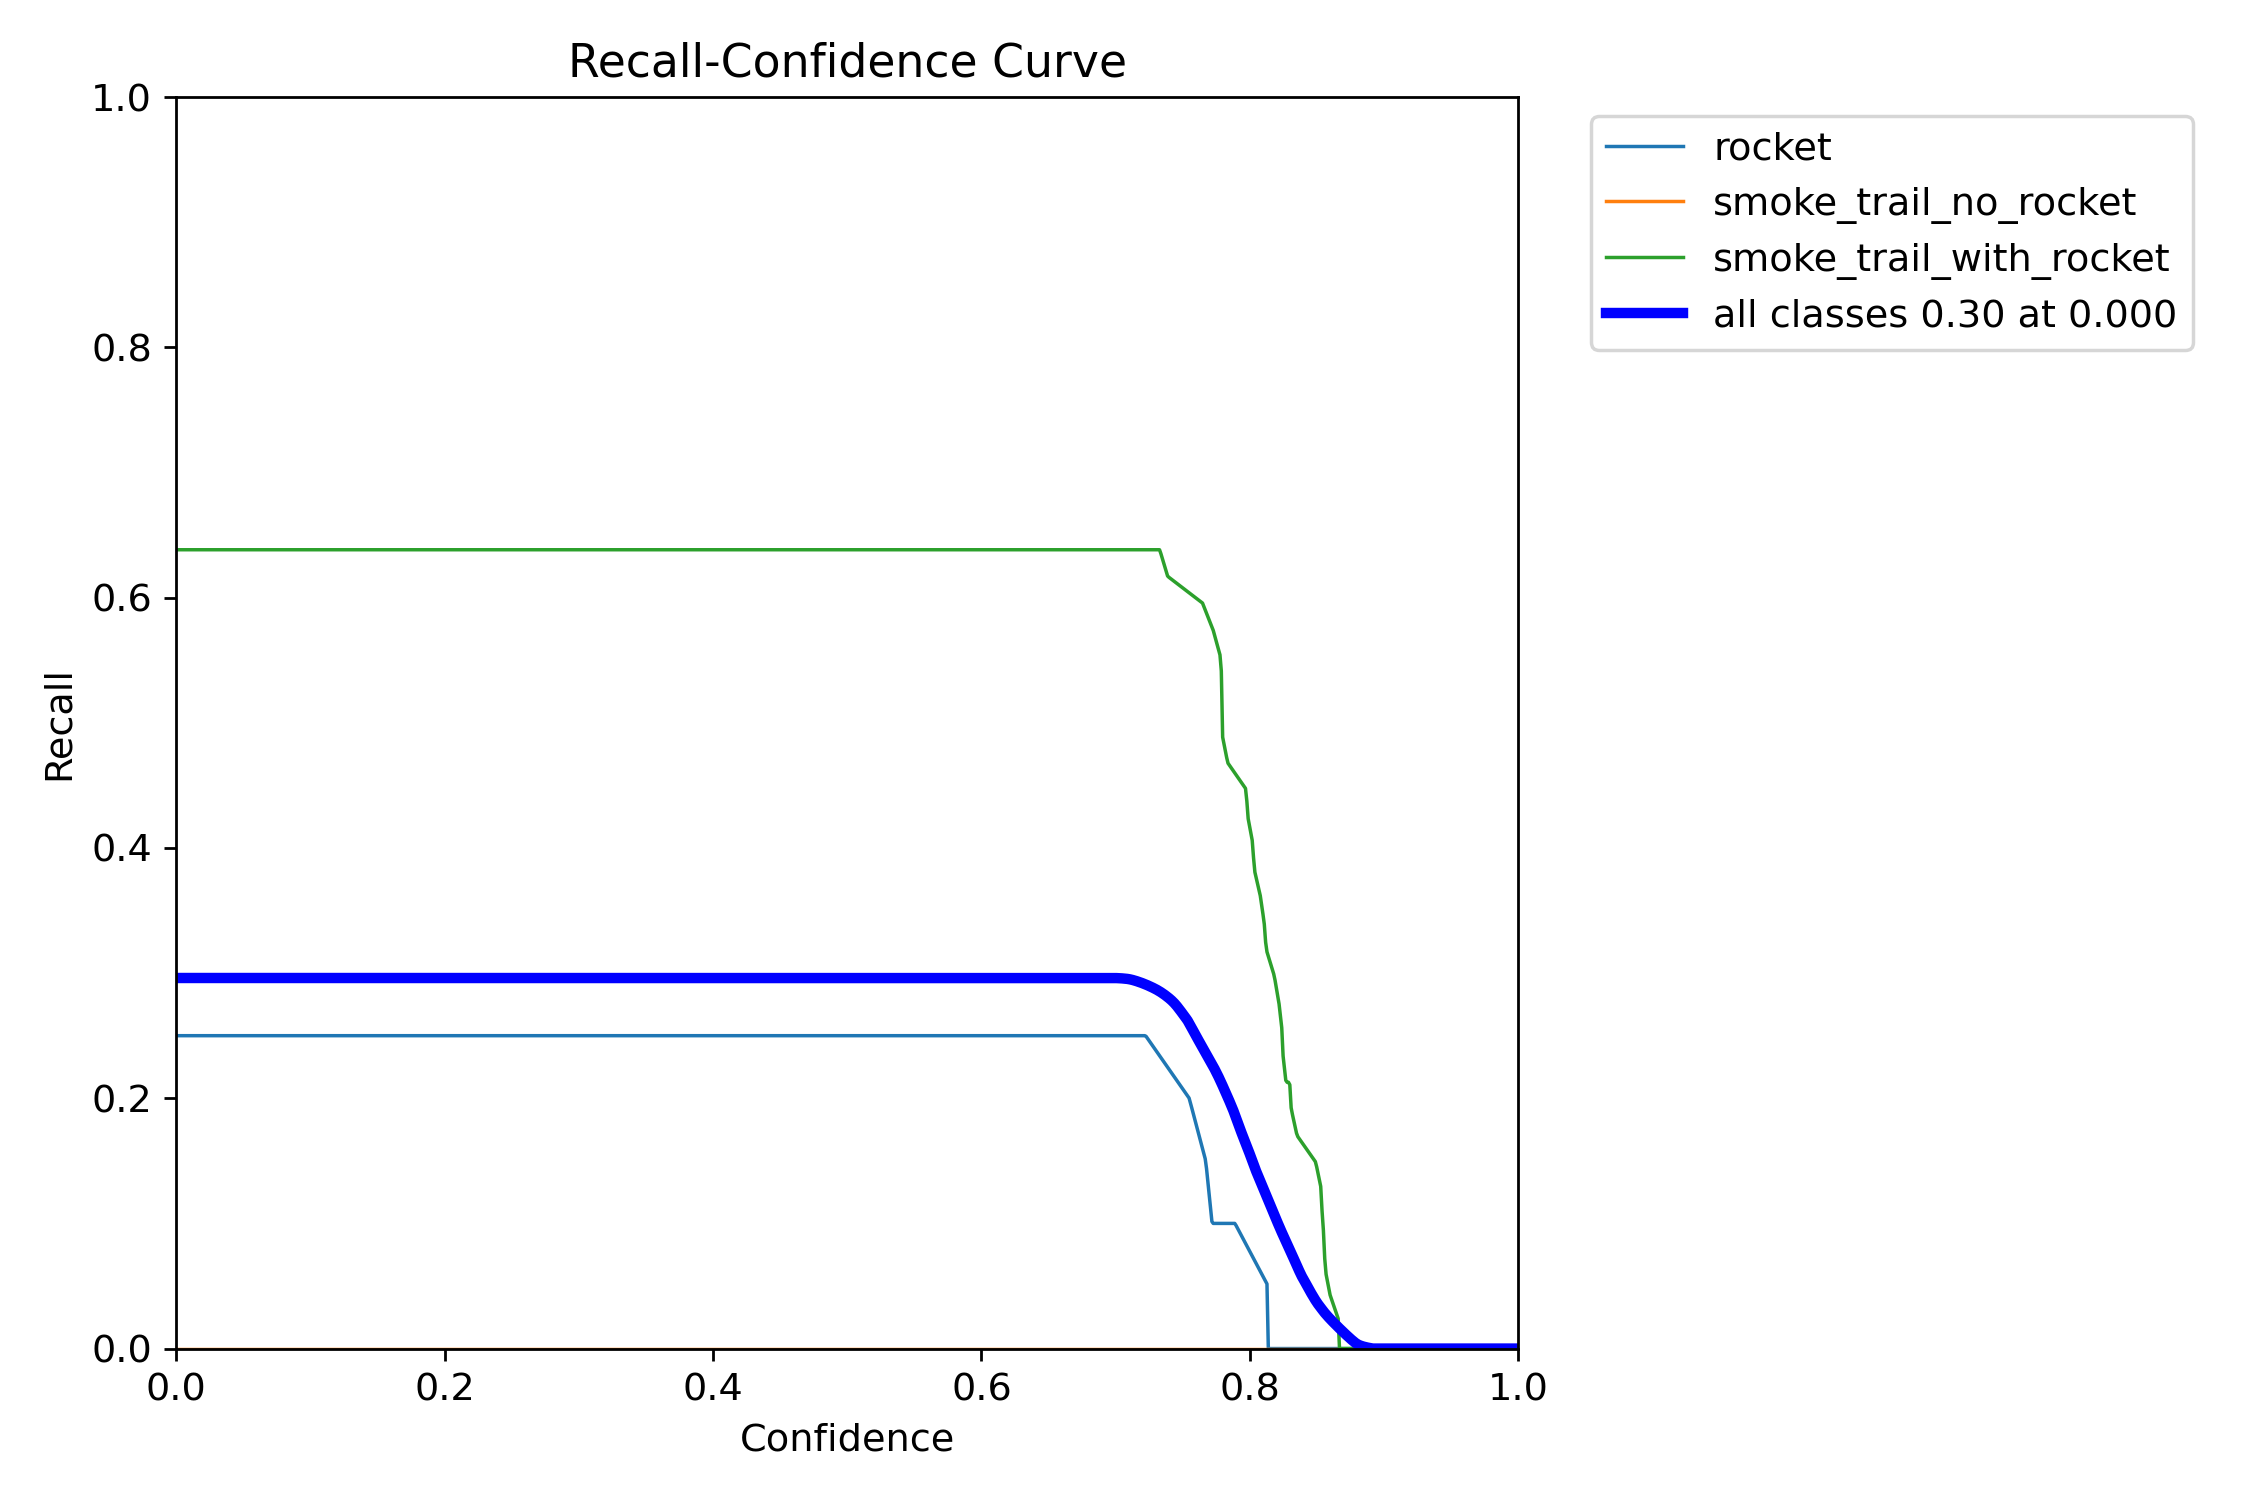 Recall-Confidence Curve
1.0
0.8
0.6
0.4
0.2
0.0
Recall
0.0 0.2 0.4 0.6 0.8 1.0
Confidence
rocket
smoke_trail_no_rocket
smoke_trail_with_rocket
all classes 0.30 at 0.000